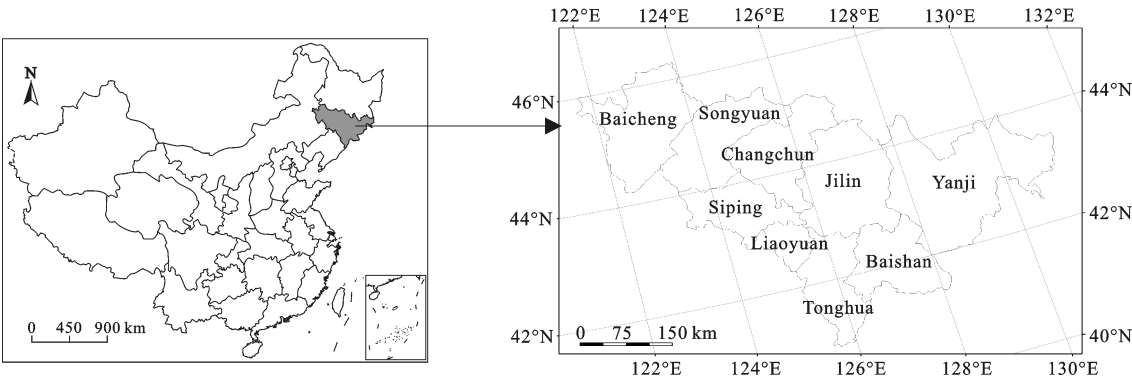 N
0 450 900 km
122°E 124°E 126°E 128°E 130°E 132°E
46°N
44°N
42°N
44°N
42°N
40°N
Baicheng
Songyuan
Changchun
Jilin
Yanji
Siping
Liaoyuan
Baishan
Tonghua
0 75 150 km
122°E 124°E 126°E 128°E 130°E